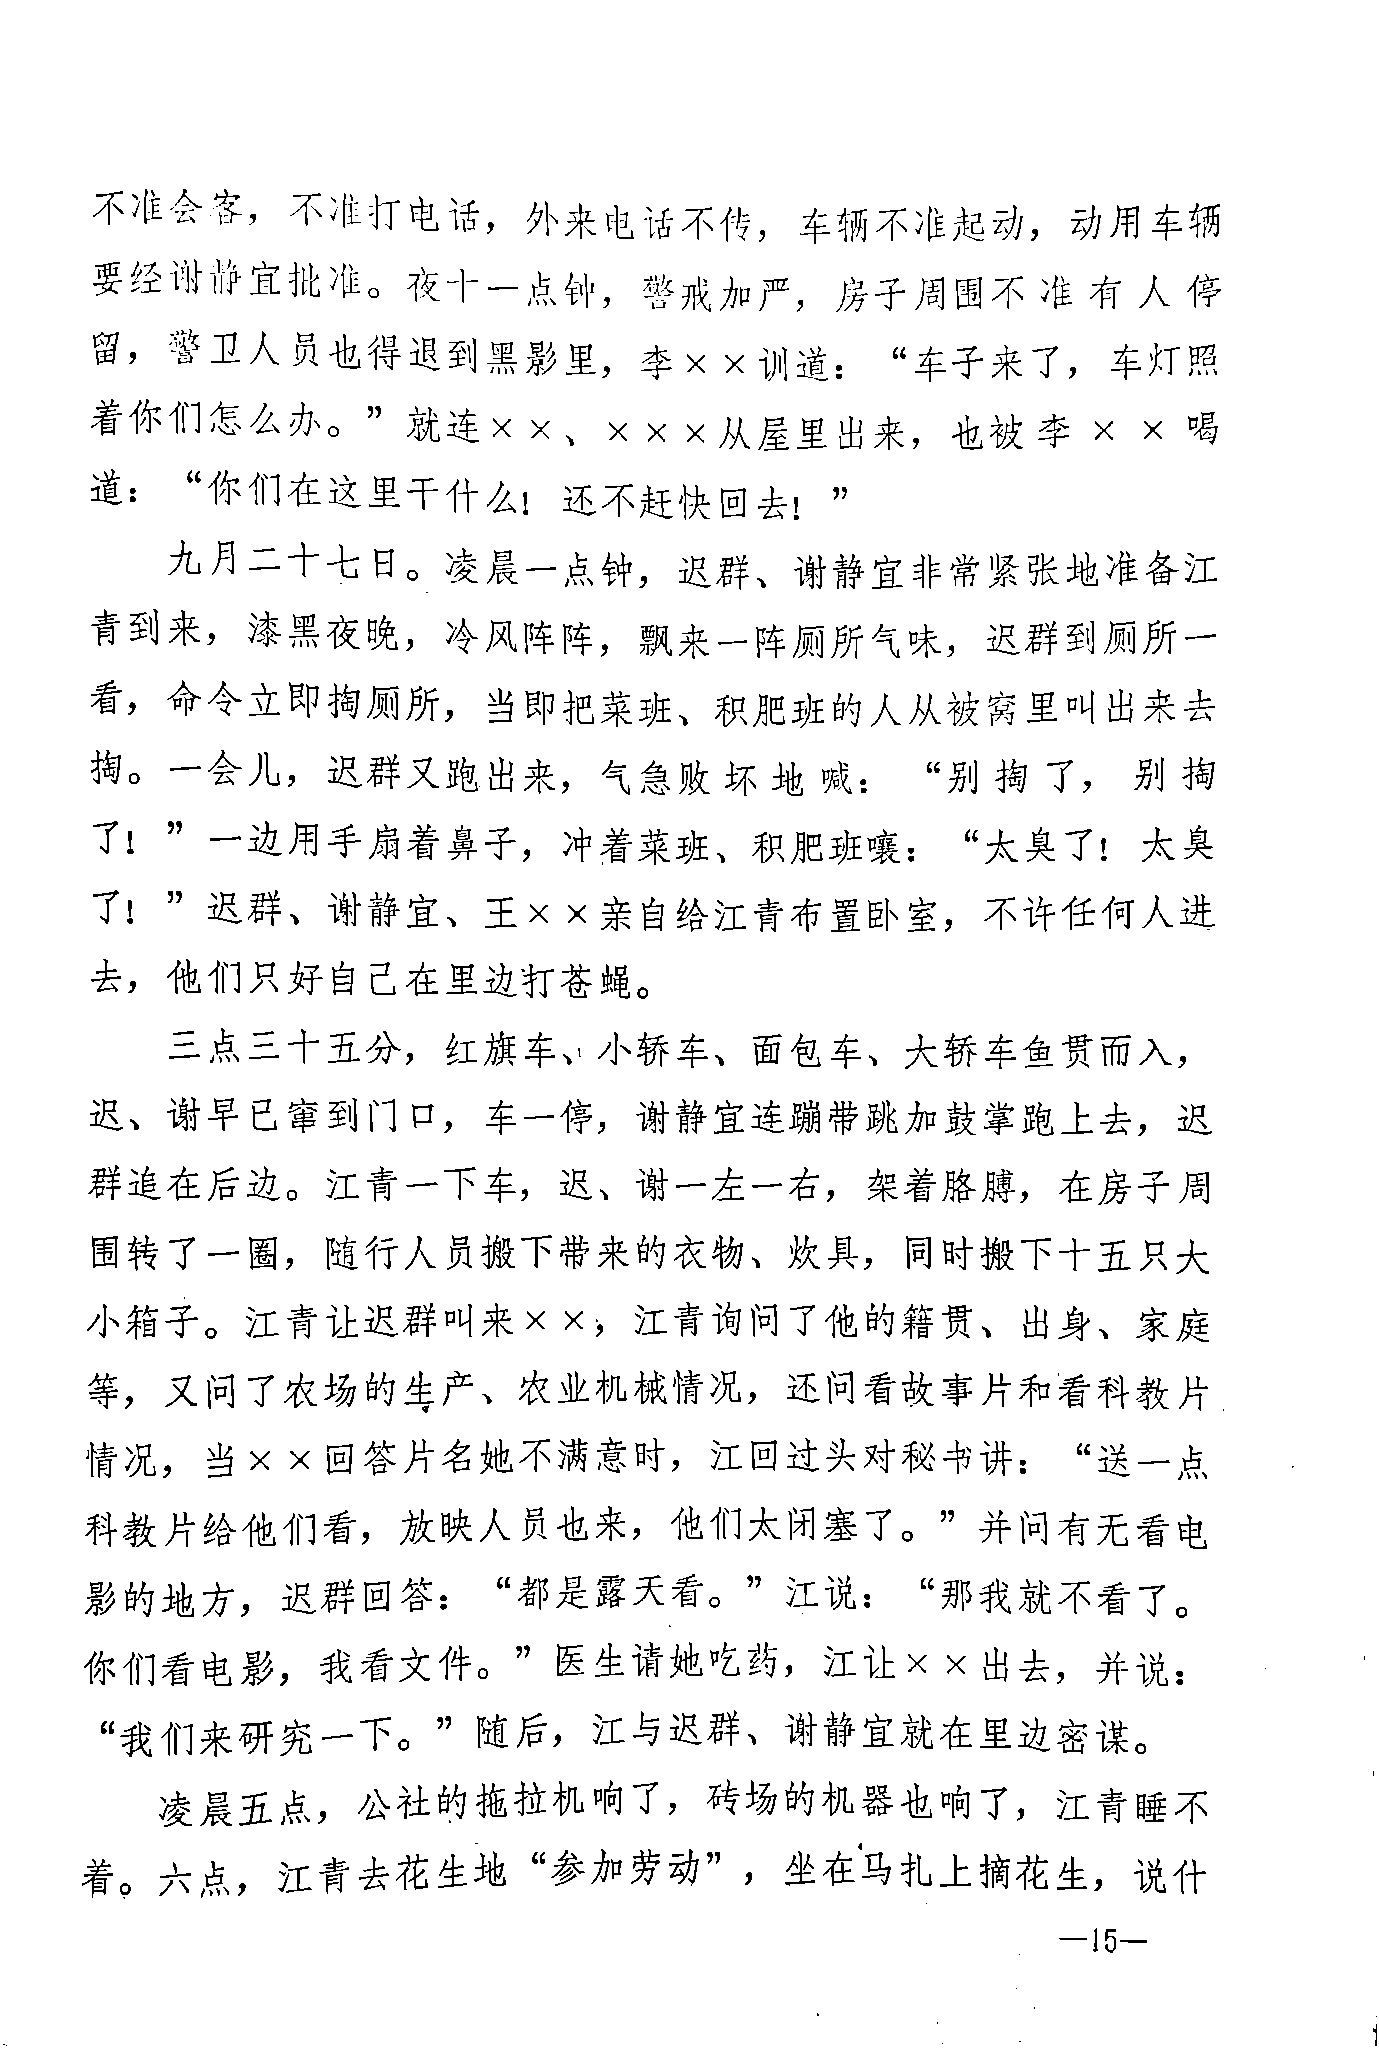 不准会客，不准打电话，外来电话不传，车辆不准起动，动用车辆
要经谢静宜批准。夜十一点钟，警戒加严，房子周围不准有人停
留，警卫人员也得退到黑影里，李××训道：“车子来了，车灯照
着你们怎么办。”就连××、×××从屋里出来，也被李××喝
道：“你们在这里干什么！还不赶快回去！”
九月二十七日。凌晨一点钟，迟群、谢静宜非常紧张地准备江
青到来，漆黑夜晚，冷风阵阵，飘来一阵厕所气味，迟群到厕所一
看，命令立即掏厕所，当即把菜班、积肥班的人从被窝里叫出来去
掏。一会儿，迟群又跑出来，气急败坏地喊：“别掏了，别掏
了！”一边用手扇着鼻子，冲着菜班、积肥班嚷：“太臭了！太臭
了！”迟群、谢静宜、王××亲自给江青布置卧室，不许任何人进
去，他们只好自己在里边打苍蝇。
三点三十五分，红旗车、小轿车、面包车、大轿车鱼贯而入，
迟、谢早已窜到门口，车一停，谢静宜连蹦带跳加鼓掌跑上去，迟
群追在后边。江青一下车，迟、谢一左一右，架着胳膊，在房子周
围转了一圈，随行人员搬下带来的衣物、炊具，同时搬下十五只大
小箱子。江青让迟群叫来××，江青询问了他的籍贯、出身、家庭
等，又问了农场的生产、农业机械情况，还问看故事片和看科教片
情况，当××回答片名她不满意时，江回过头对秘书讲：“送一点
科教片给他们看，放映人员也来，他们太闭塞了。”并问有无看电
影的地方，迟群回答：“都是露天看。”江说：“那我就不看了。
你们看电影，我看文件。”医生请她吃药，江让××出去，并说：
“我们来研究一下。”随后，江与迟群、谢静宜就在里边密谋。
凌晨五点，公社的拖拉机响了，砖场的机器也响了，江青睡不
着。六点，江青去花生地“参加劳动”，坐在马扎上摘花生，说什
—15—